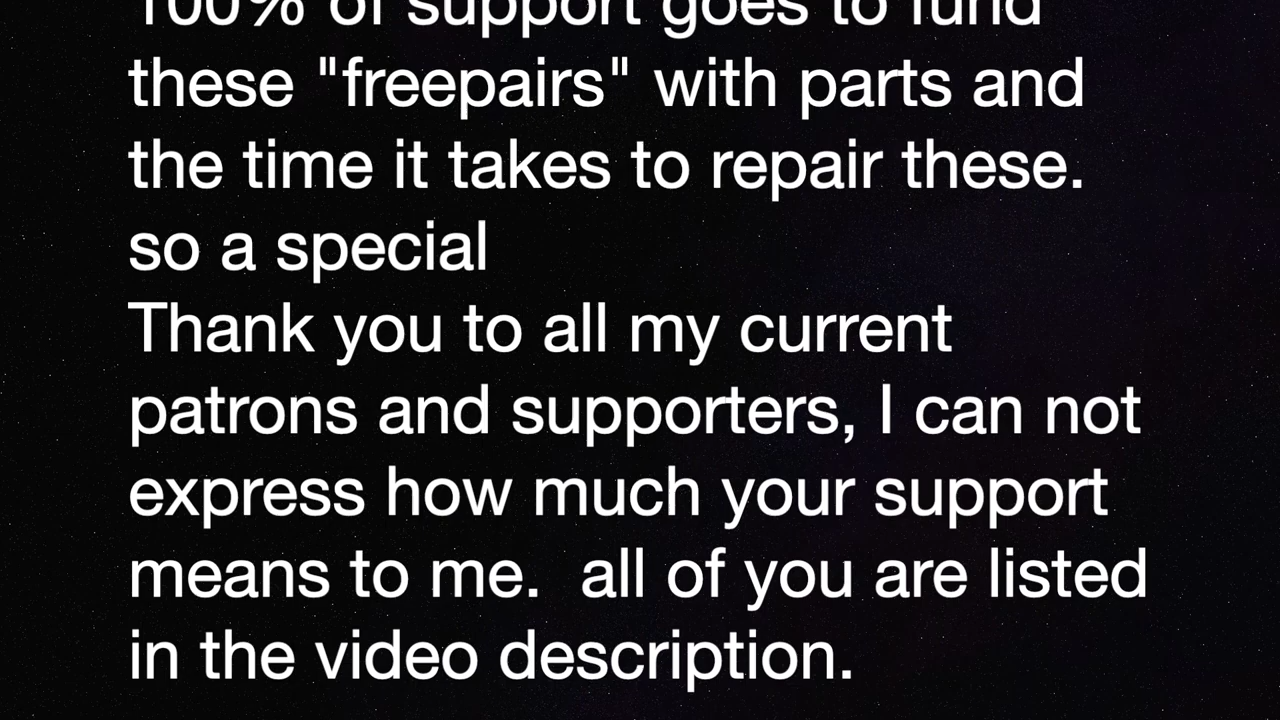 100% of support goes to fund
these "freepairs" with parts and
the time it takes to repair these.
so a special
Thank you to all my current
patrons and supporters, I can not
express how much your support
means to me.  all of you are listed
in the video description.